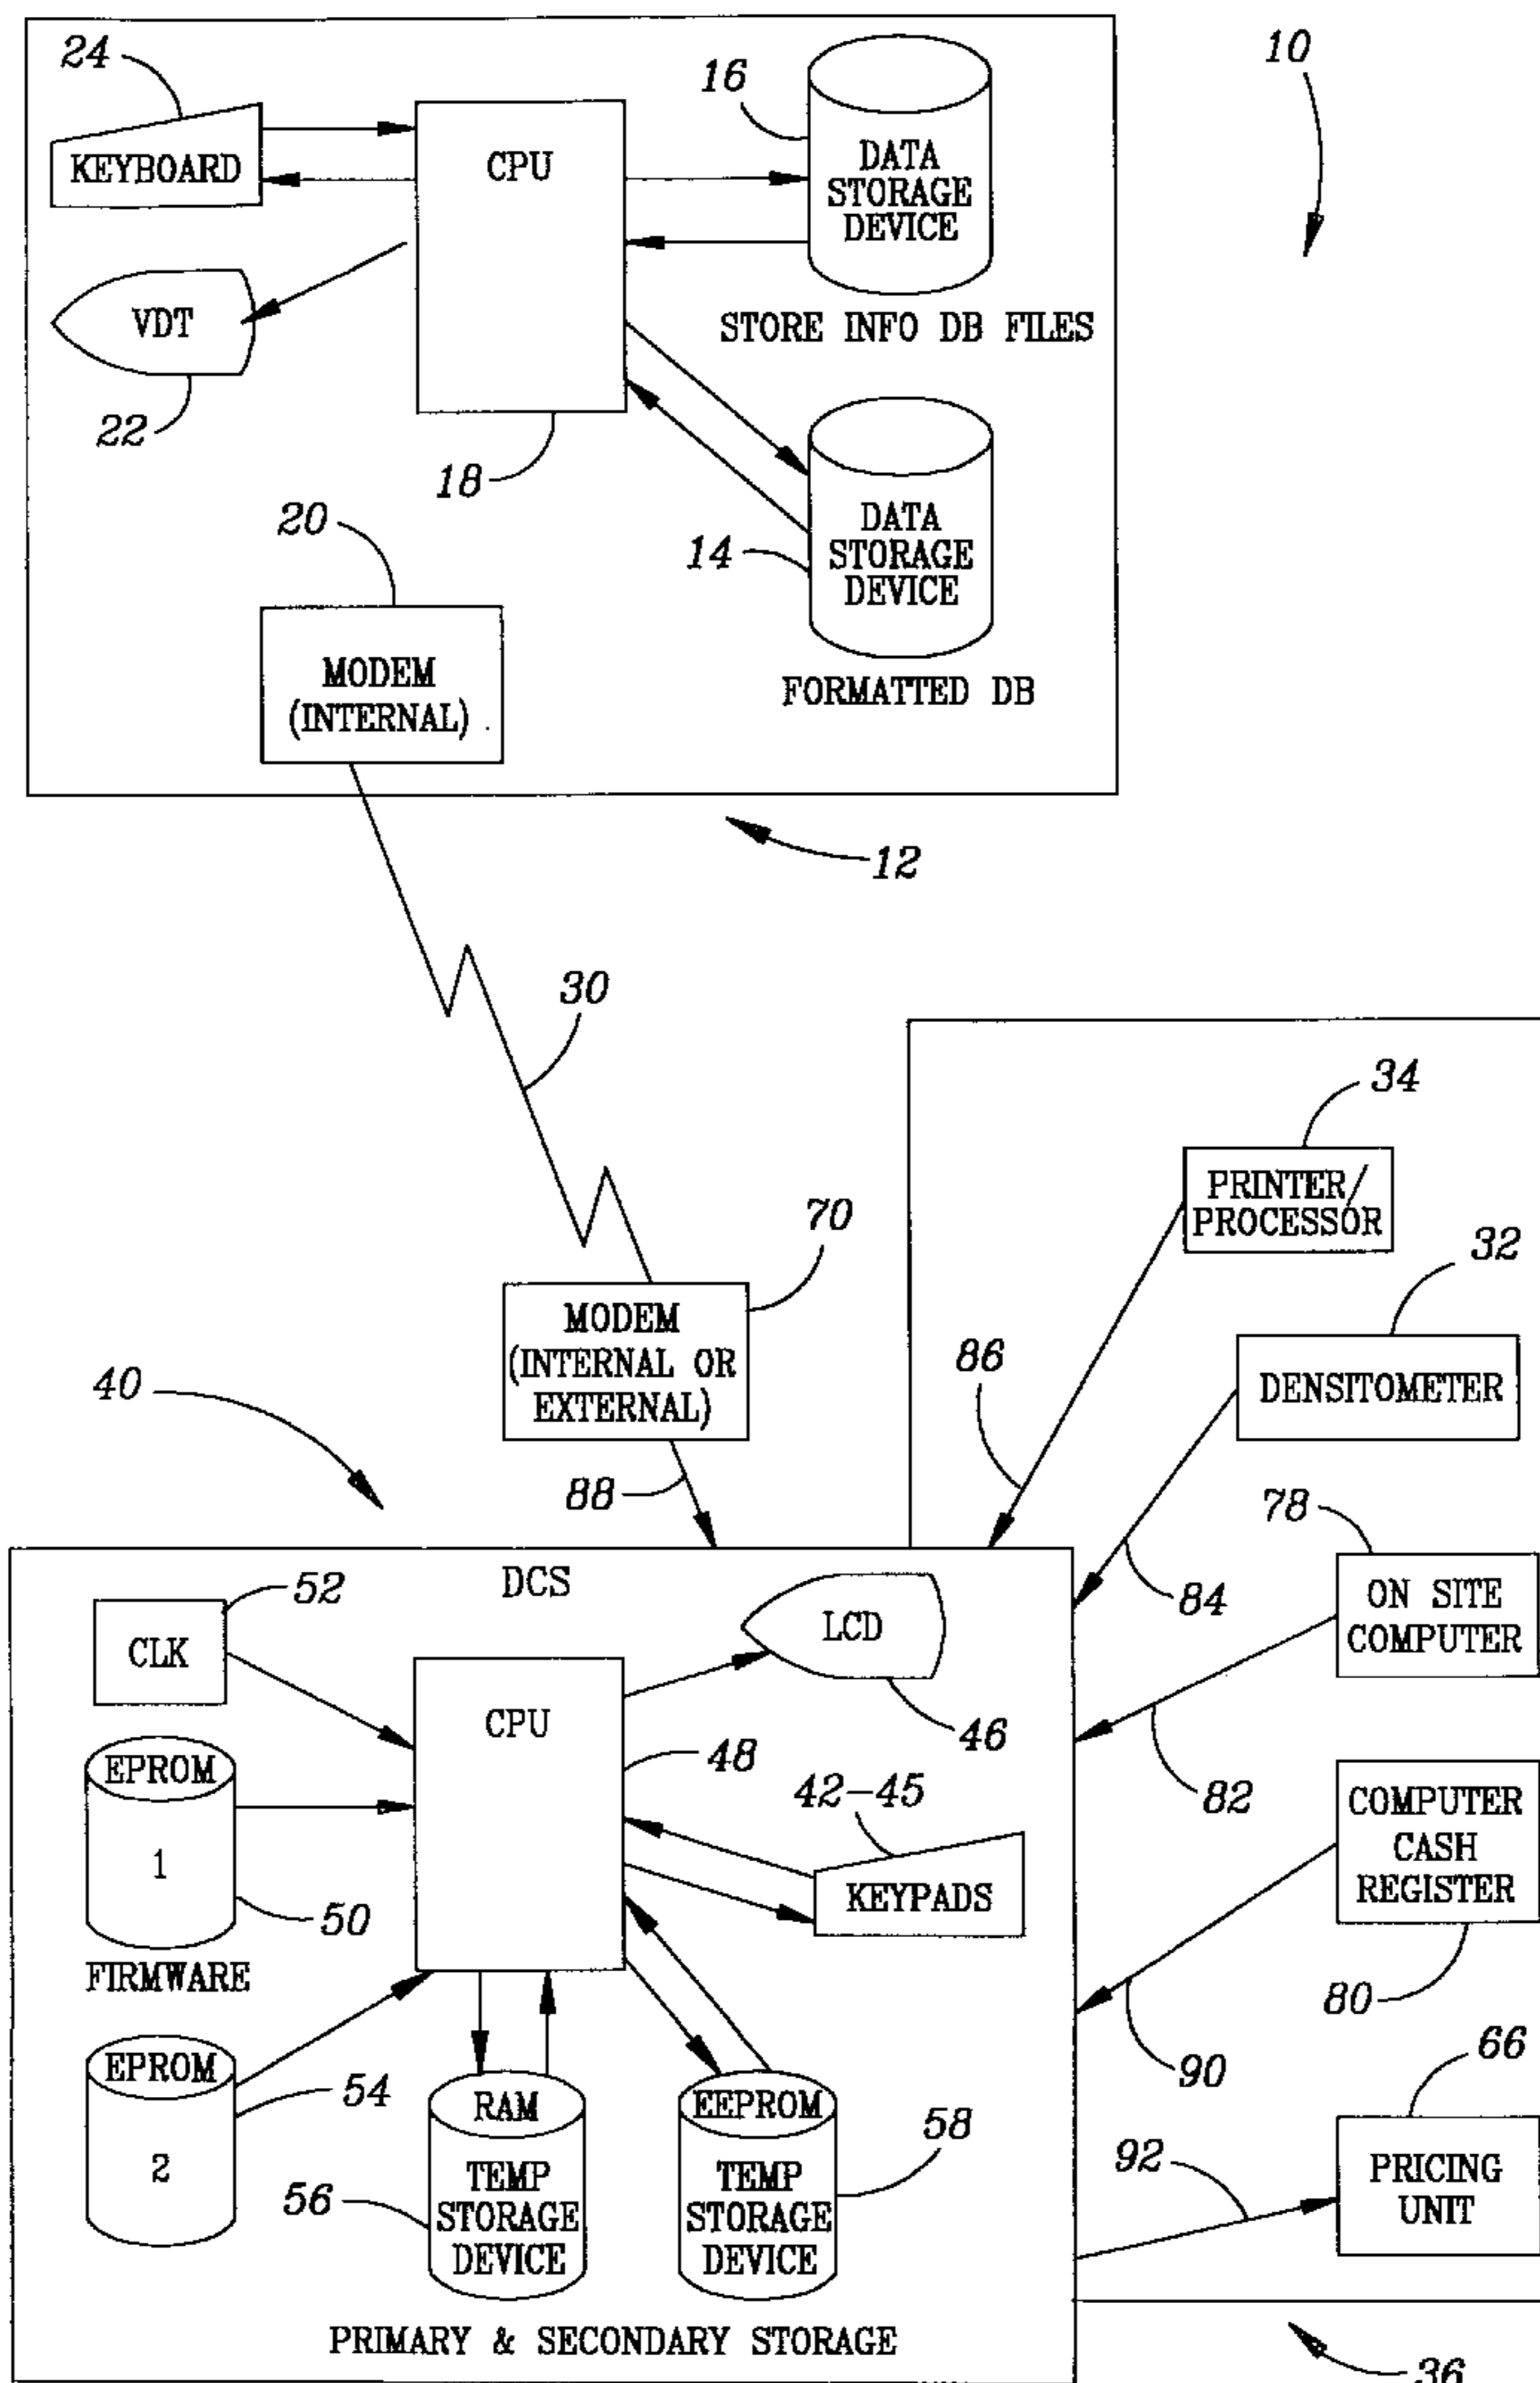 24
16
10
KEYBOARD
CPU
DATA
STORAGE
DEVICE
VDT
STORE INFO DB FILES
22
18
20
14
DATA
STORAGE
DEVICE
MODEM
(INTERNAL)
FORMATTED DB
12
30
34
PRINTER/
PROCESSOR
70
32
MODEM
(INTERNAL OR
EXTERNAL)
86
DENSITOMETER
40
88
78
DCS
52
CLK
LCD
84
ON SITE
COMPUTER
CPU
46
EPROM
1
48
42-45
82
COMPUTER
CASH
REGISTER
KEYPADS
50
FIRMWARE
80
EPROM
2
54
90
66
RAM
TEMP
STORAGE
DEVICE
56
EEPROM
TEMP
STORAGE
DEVICE
58
92
PRICING
UNIT
PRIMARY & SECONDARY STORAGE
36